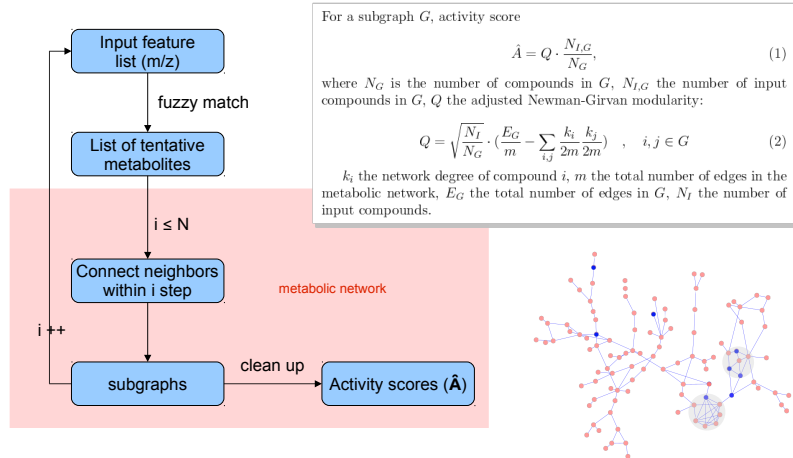 Input feature
list (m/z)
fuzzy match
List of tentative
metabolites
i ≤ N
Connect neighbors
within i step
metabolic network
i ++
subgraphs
clean up
Activity scores (Â)
For a subgraph G, activity score
Â = Q · N_{I,G} / N_G, (1)
where N_G is the number of compounds in G, N_{I,G} the number of input
compounds in G, Q the adjusted Newman-Girvan modularity:
Q = √(N_I / N_G) · (E_G / m − ∑_{i,j} k_i / 2m k_j / 2m) , i, j ∈ G (2)
k_i the network degree of compound i, m the total number of edges in the
metabolic network, E_G the total number of edges in G, N_I the number of
input compounds.